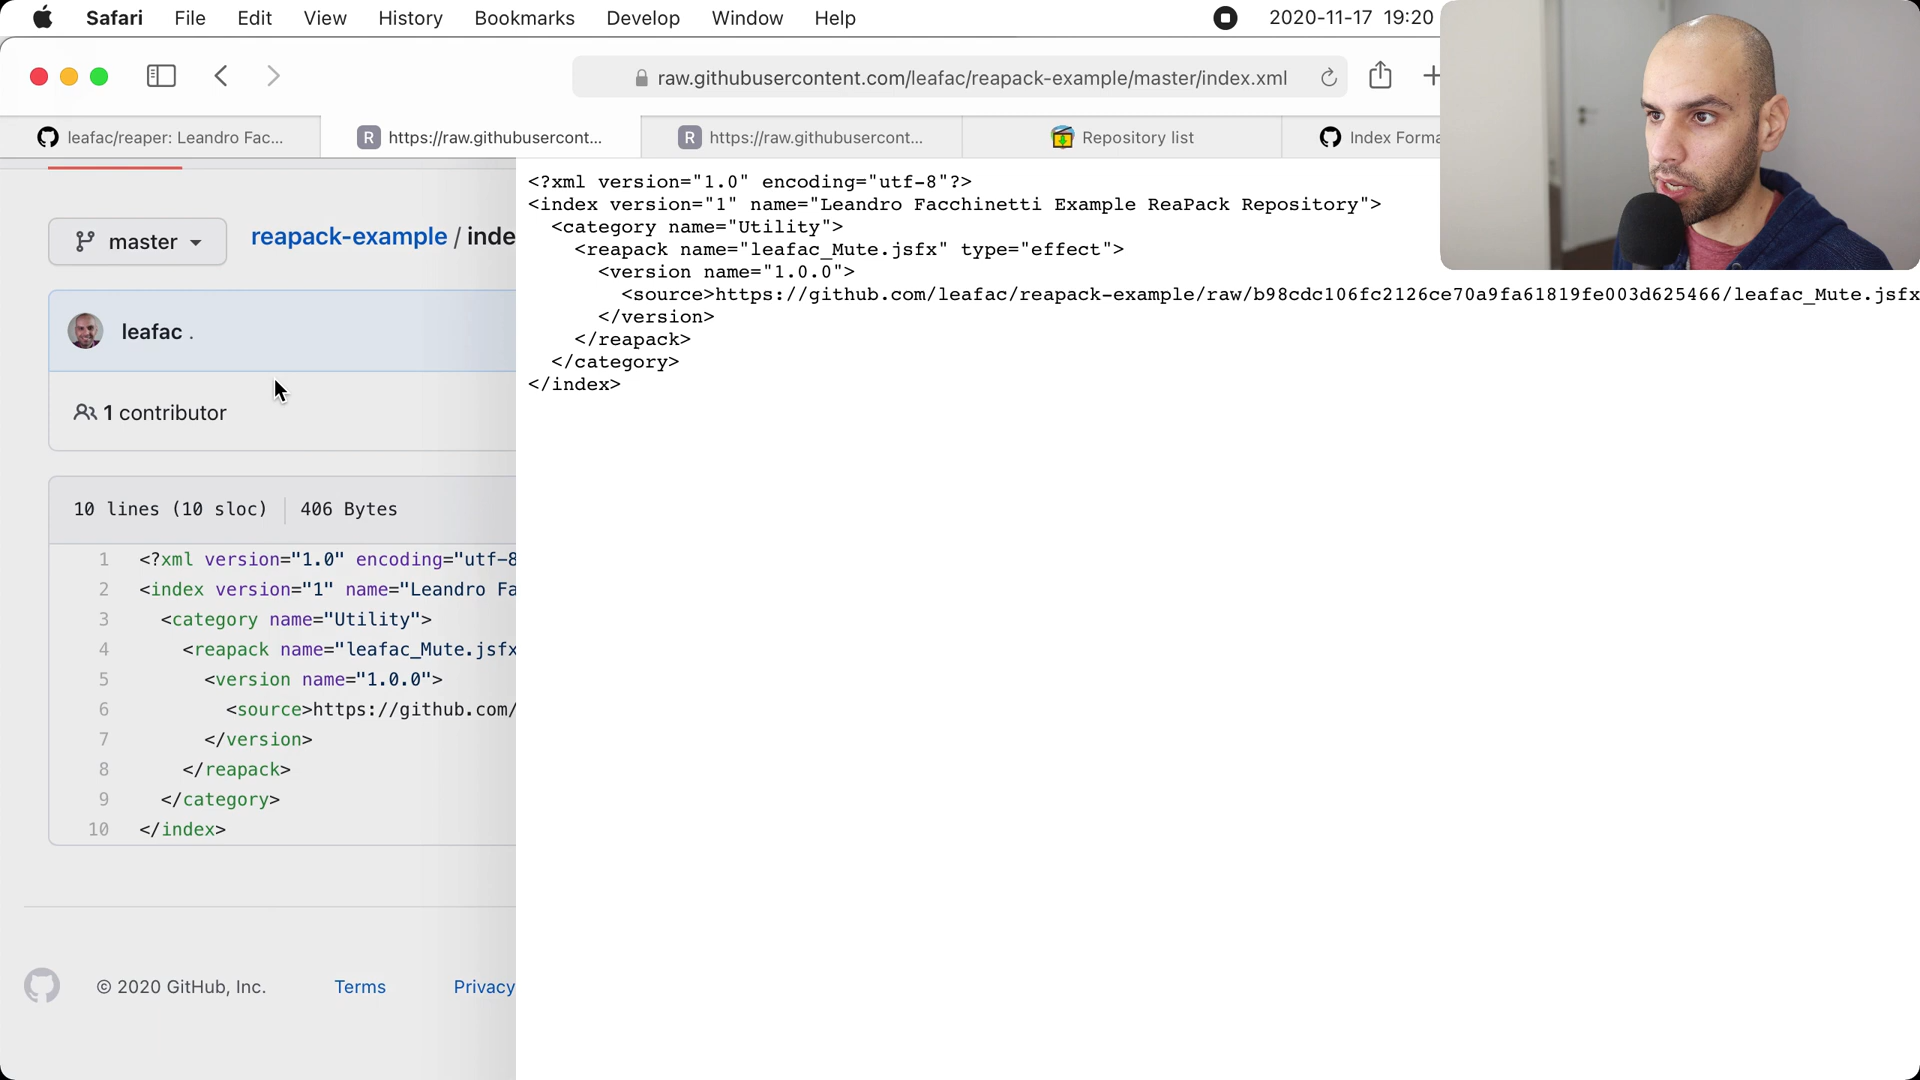 Safari File Edit View History Bookmarks Develop Window Help 2020-11-17 19:20
raw.githubusercontent.com/leafac/reapack-example/master/index.xml
leafac/reaper: Leandro Fac... R https://raw.githubusercont... R https://raw.githubusercont... Repository list Index Forma
master reapack-example / inde
leafac .
1 contributor
10 lines (10 sloc) 406 Bytes
1 <?xml version="1.0" encoding="utf-8
2 <index version="1" name="Leandro Fa
3 <category name="Utility">
4 <reapack name="leafac_Mute.jsfx
5 <version name="1.0.0">
6 <source>https://github.com/
7 </version>
8 </reapack>
9 </category>
10 </index>
© 2020 GitHub, Inc. Terms Privacy
<?xml version="1.0" encoding="utf-8"?>
<index version="1" name="Leandro Facchinetti Example ReaPack Repository">
<category name="Utility">
<reapack name="leafac_Mute.jsfx" type="effect">
<version name="1.0.0">
<source>https://github.com/leafac/reapack-example/raw/b98cdc106fc2126ce70a9fa61819fe003d625466/leafac_Mute.jsfx
</version>
</reapack>
</category>
</index>